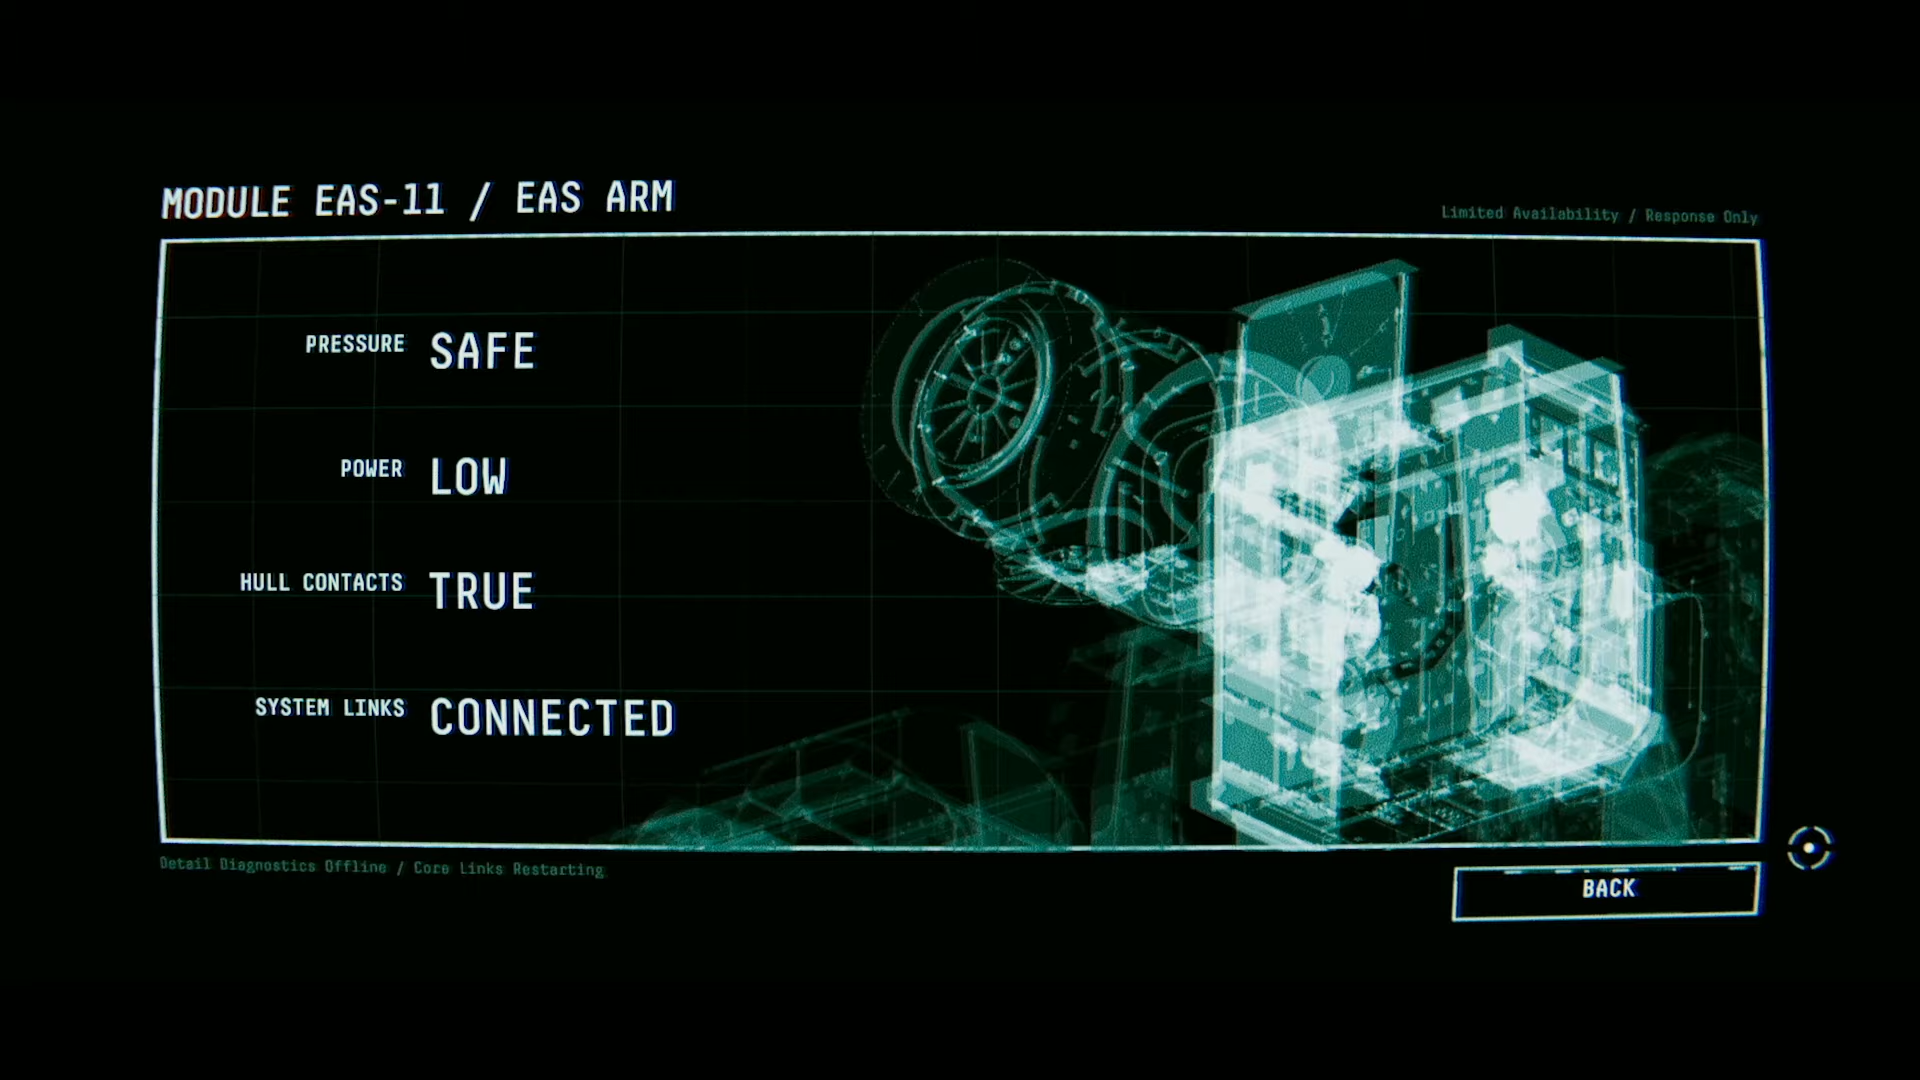 MODULE EAS-11 / EAS ARM
Limited Availability / Response Only
PRESSURE SAFE
POWER LOW
HULL CONTACTS TRUE
SYSTEM LINKS CONNECTED
Detail Diagnostics Offline / Core Links Restarting
BACK